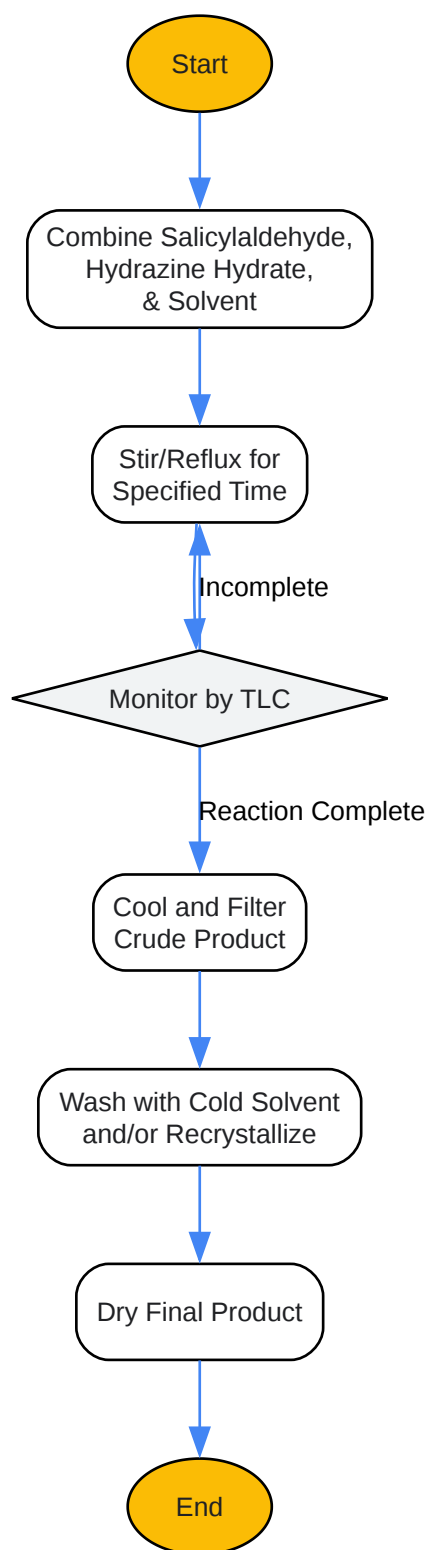 Start
Combine Salicylaldehyde,
Hydrazine Hydrate,
& Solvent
Stir/Reflux for
Specified Time
Incomplete
Monitor by TLC
Reaction Complete
Cool and Filter
Crude Product
Wash with Cold Solvent
and/or Recrystallize
Dry Final Product
End